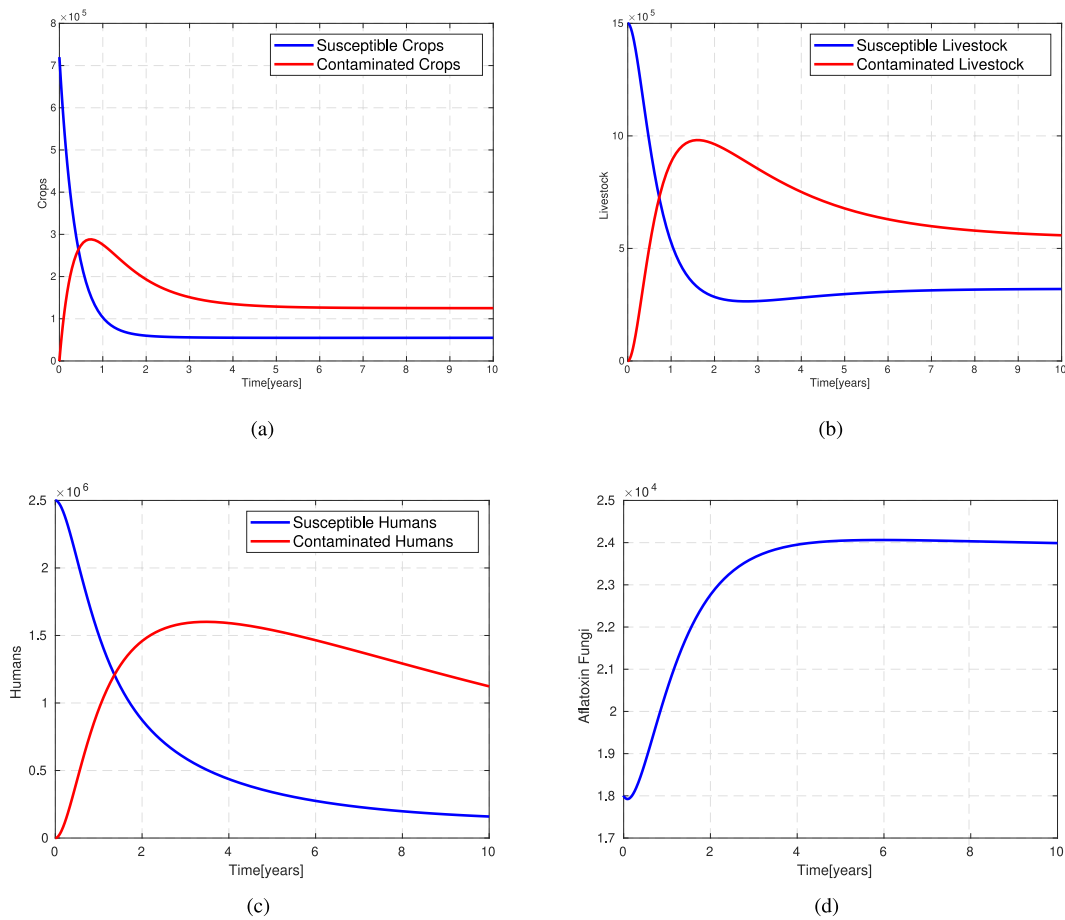 ×10^5
Susceptible Crops
Contaminated Crops
8
7
6
5
4
3
2
1
0
Crops
0 1 2 3 4 5 6 7 8 9 10
Time[years]
(a)
×10^5
Susceptible Livestock
Contaminated Livestock
15
10
5
0
Livestock
0 1 2 3 4 5 6 7 8 9 10
Time[years]
(b)
×10^6
Susceptible Humans
Contaminated Humans
2.5
2
1.5
1
0.5
0
Humans
0 2 4 6 8 10
Time[years]
(c)
×10^4
2.5
2.4
2.3
2.2
2.1
2
1.9
1.8
1.7
Aflatoxin Fungi
0 2 4 6 8 10
Time[years]
(d)